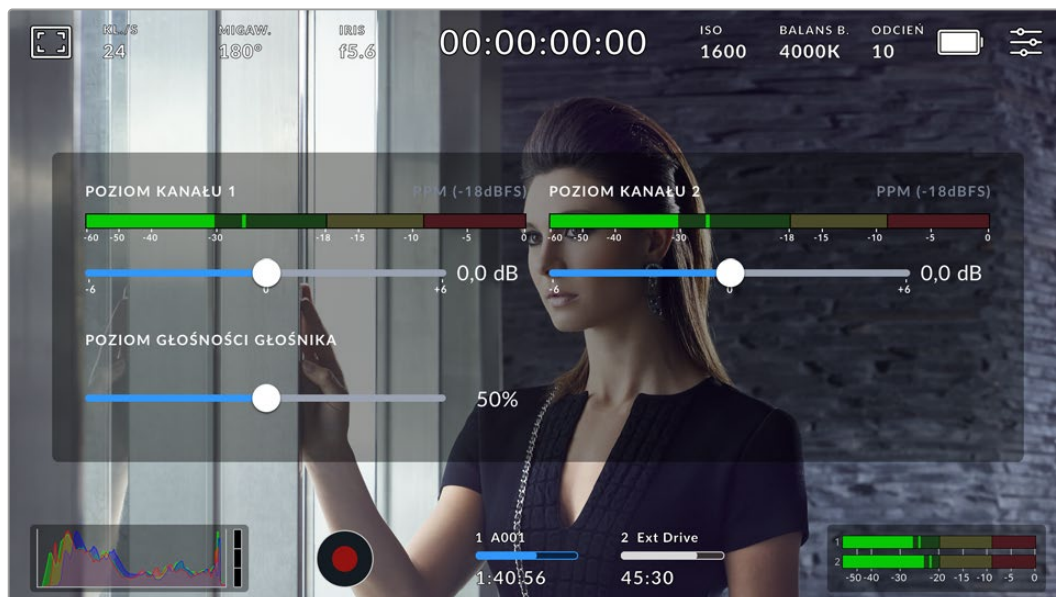 KL./S MIGAW. IRIS 00:00:00:00 ISO BALANS B. ODCIEŃ
24 180° f5.6 1600 4000K 10
POZIOM KANAŁU 1 PPM (-18dBFS) POZIOM KANAŁU 2 PPM (-18dBFS)
-60 -50 -40 -30 -18 -15 -10 -5 0 -60 -50 -40 -30 -18 -15 -10 -5 0
0,0 dB 0,0 dB
-6 0 +6 -6 0 +6
POZIOM GŁOŚNOŚCI GŁOŚNIKA
50%
1 A001 2 Ext Drive
1:40:56 45:30
1
2
-50 -40 -30 -20 -15 -10 -5 0